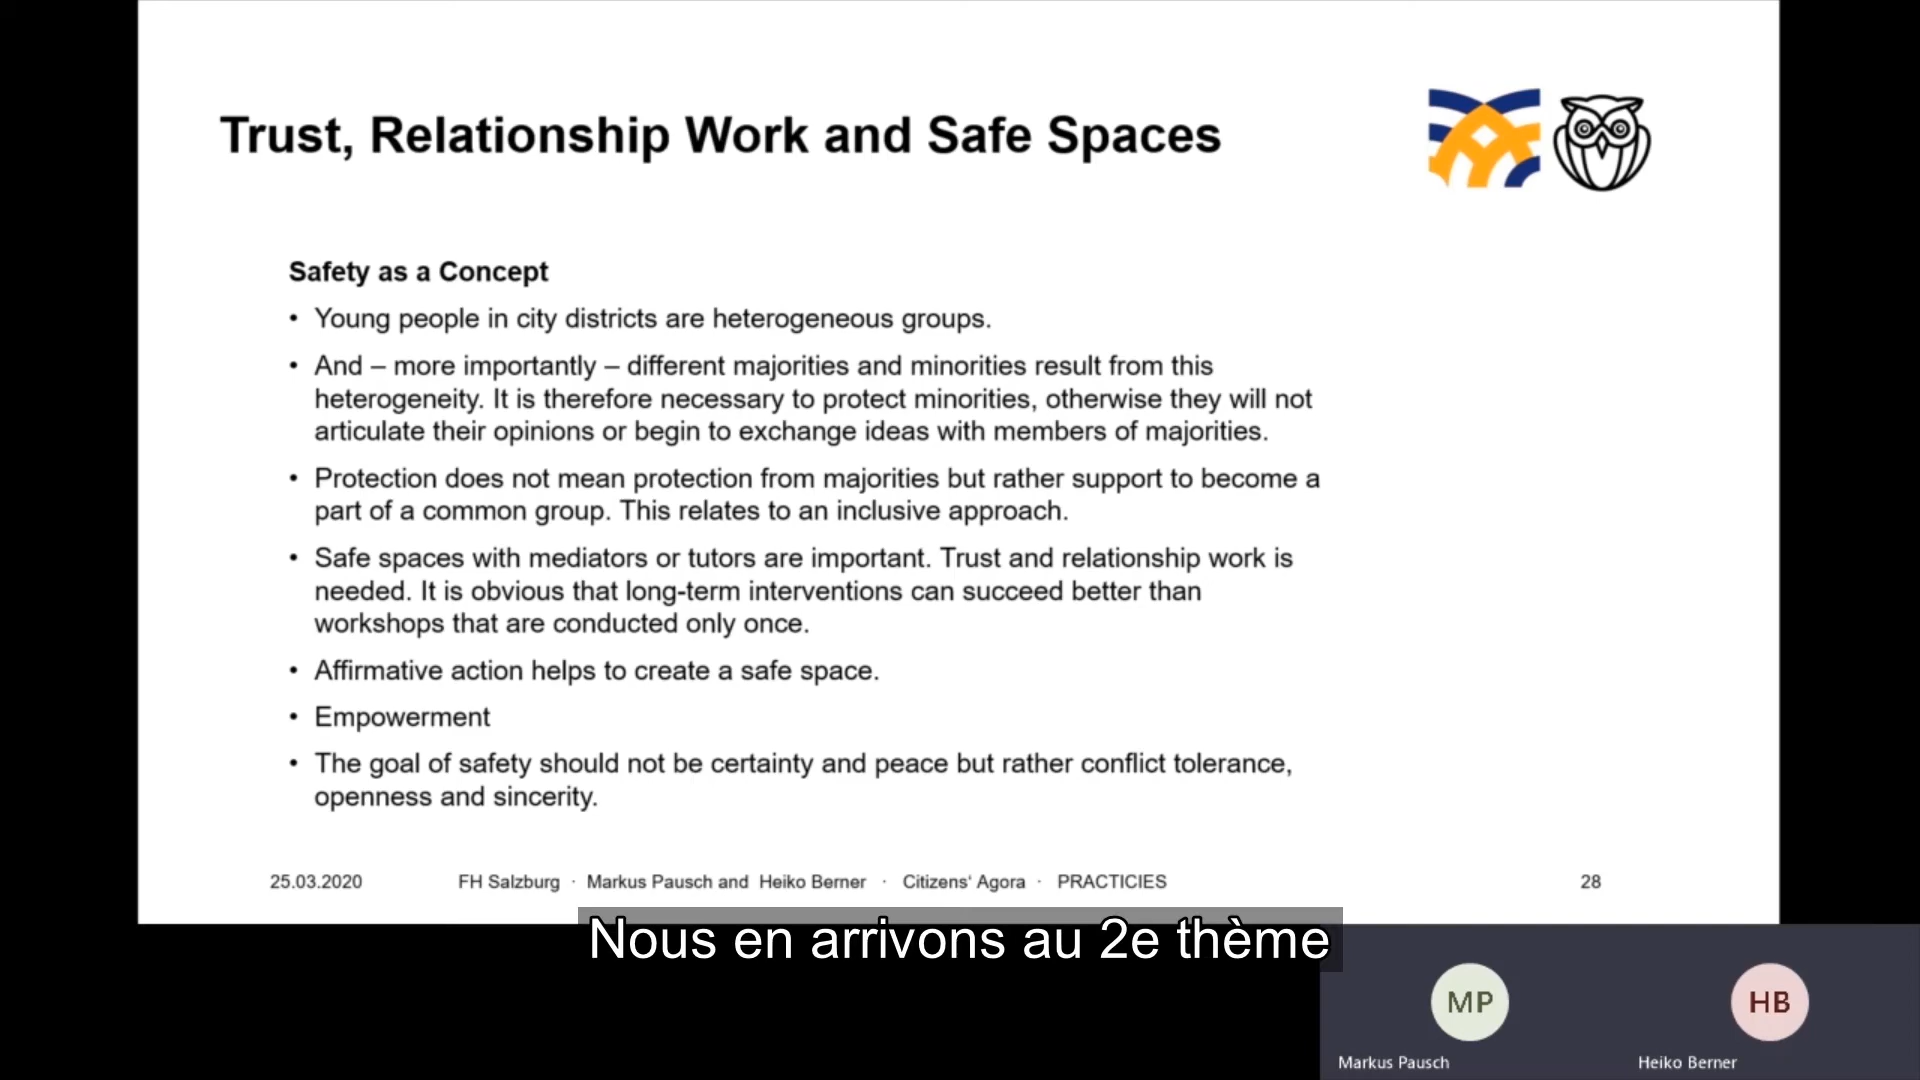 Trust, Relationship Work and Safe Spaces
Safety as a Concept
• Young people in city districts are heterogeneous groups.
• And – more importantly – different majorities and minorities result from this
heterogeneity. It is therefore necessary to protect minorities, otherwise they will not
articulate their opinions or begin to exchange ideas with members of majorities.
• Protection does not mean protection from majorities but rather support to become a
part of a common group. This relates to an inclusive approach.
• Safe spaces with mediators or tutors are important. Trust and relationship work is
needed. It is obvious that long-term interventions can succeed better than
workshops that are conducted only once.
• Affirmative action helps to create a safe space.
• Empowerment
• The goal of safety should not be certainty and peace but rather conflict tolerance,
openness and sincerity.
25.03.2020 FH Salzburg · Markus Pausch and Heiko Berner · Citizens‘ Agora · PRACTICIES 28
Nous en arrivons au 2e thème
MP HB
Markus Pausch Heiko Berner